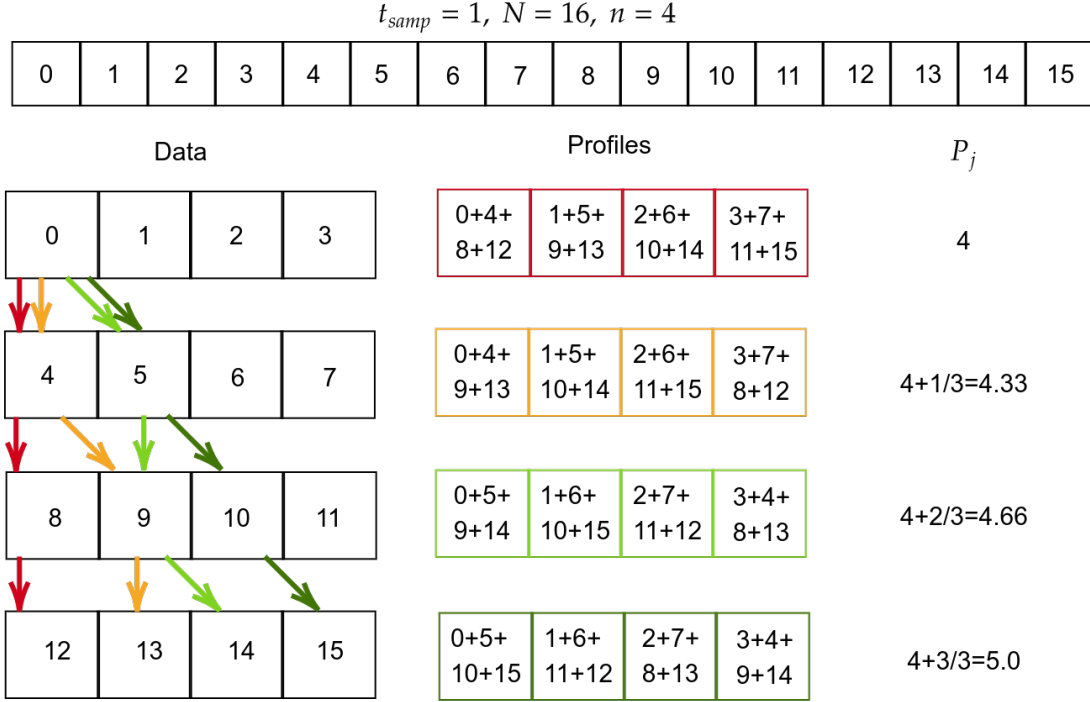 t_{samp} = 1, N = 16, n = 4
0 1 2 3 4 5 6 7 8 9 10 11 12 13 14 15
Data Profiles P_j
0 1 2 3
0+4+ 1+5+ 2+6+ 3+7+
8+12 9+13 10+14 11+15
4
4 5 6 7
0+4+ 1+5+ 2+6+ 3+7+
9+13 10+14 11+15 8+12
4+1/3=4.33
8 9 10 11
0+5+ 1+6+ 2+7+ 3+4+
9+14 10+15 11+12 8+13
4+2/3=4.66
12 13 14 15
0+5+ 1+6+ 2+7+ 3+4+
10+15 11+12 8+13 9+14
4+3/3=5.0